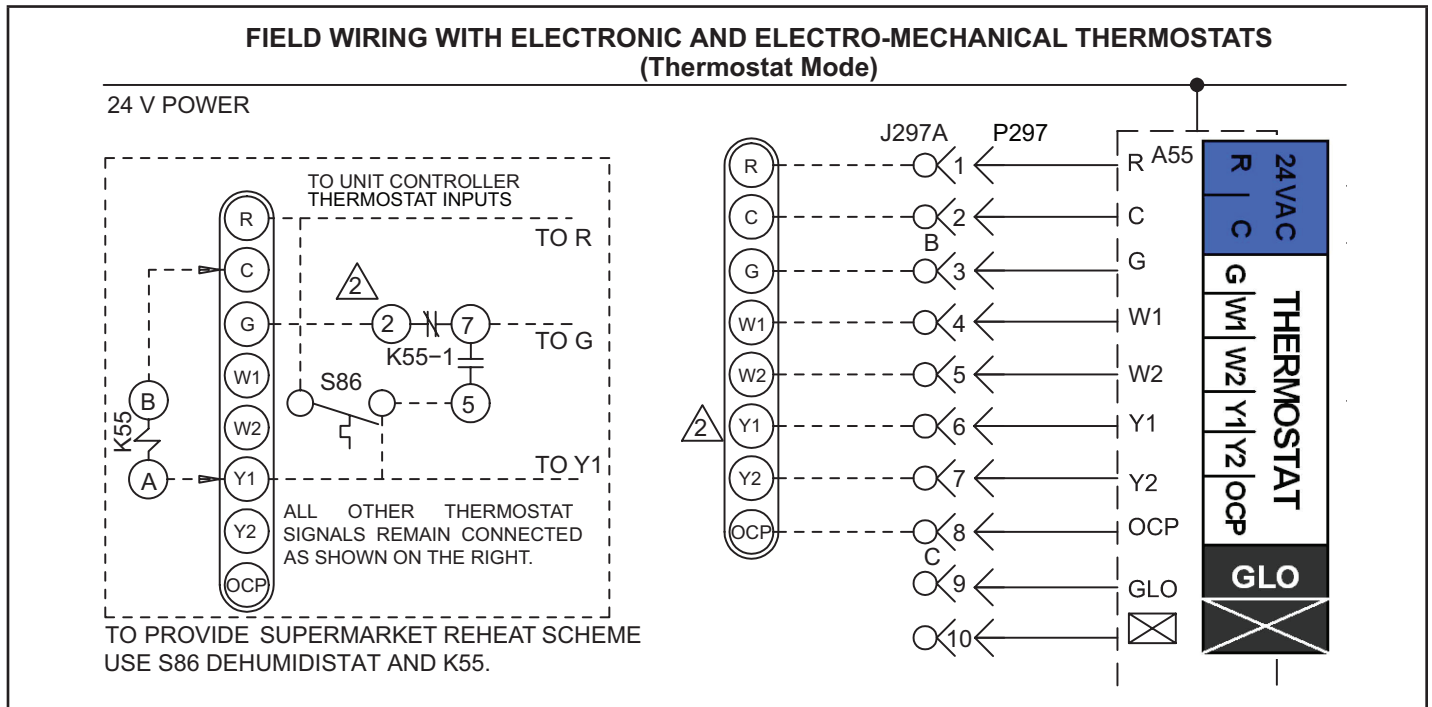 FIELD WIRING WITH ELECTRONIC AND ELECTRO-MECHANICAL THERMOSTATS
(Thermostat Mode)
24 V POWER
TO UNIT CONTROLLER
THERMOSTAT INPUTS
R
TO R
C
2
G
2
7
TO G
K55−1
W1
S86
5
B
K55
W2
A
Y1
TO Y1
ALL OTHER THERMOSTAT
SIGNALS REMAIN CONNECTED
AS SHOWN ON THE RIGHT.
Y2
OCP
TO PROVIDE SUPERMARKET REHEAT SCHEME
USE S86 DEHUMIDISTAT AND K55.
J297A P297
R 1 R A55
C 2 C
B
G 3 G
W1 4 W1
W2 5 W2
2
Y1 6 Y1
Y2 7 Y2
OCP 8 OCP
C
9 GLO
10
24VAC
R C
THERMOSTAT
G W1 W2 Y1 Y2 OCP
GLO